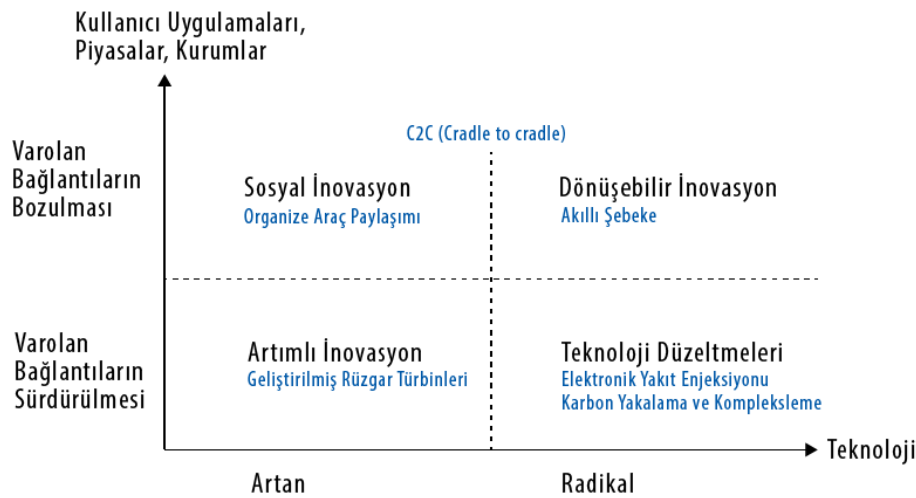 Kullanıcı Uygulamaları,
Piyasalar, Kurumlar
C2C (Cradle to cradle)
Varolan
Bağlantıların
Bozulması
Sosyal İnovasyon
Organize Araç Paylaşımı
Dönüşebilir İnovasyon
Akıllı Şebeke
Varolan
Bağlantıların
Sürdürülmesi
Artımlı İnovasyon
Geliştirilmiş Rüzgar Türbinleri
Teknoloji Düzeltmeleri
Elektronik Yakıt Enjeksiyonu
Karbon Yakalama ve Kompleksleme
Teknoloji
Artan
Radikal